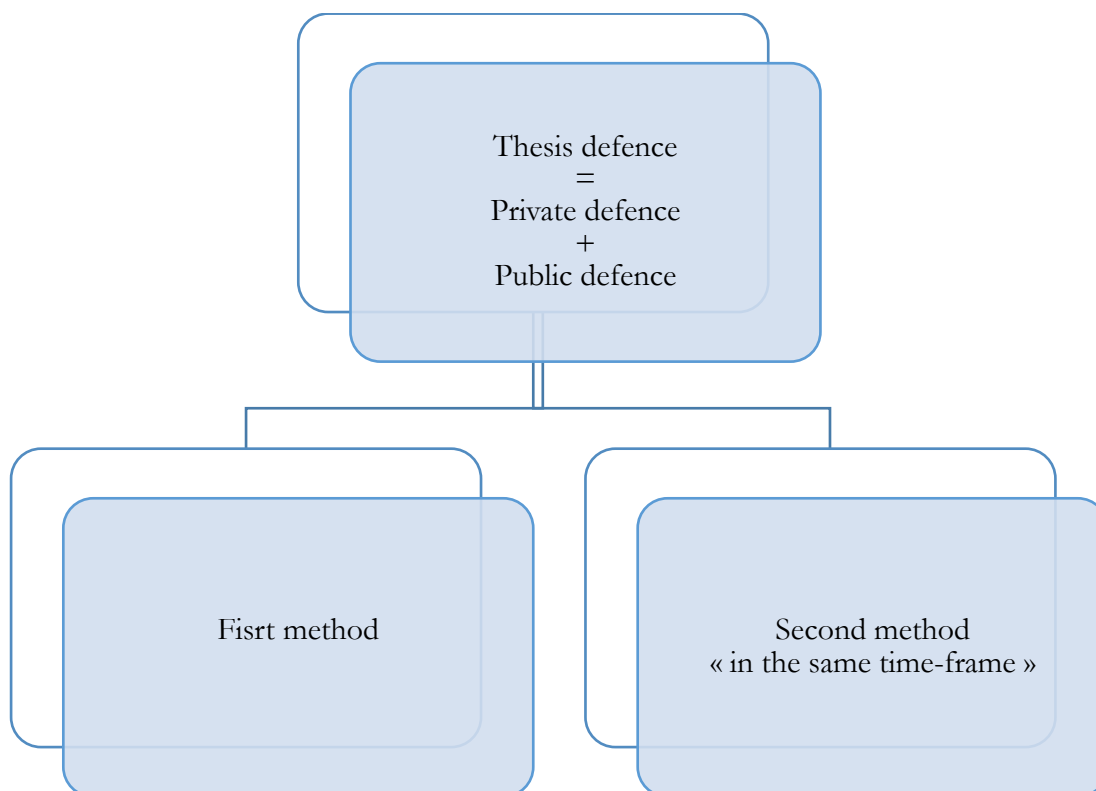 Thesis defence
=
Private defence
+
Public defence
Fisrt method
Second method
« in the same time-frame »